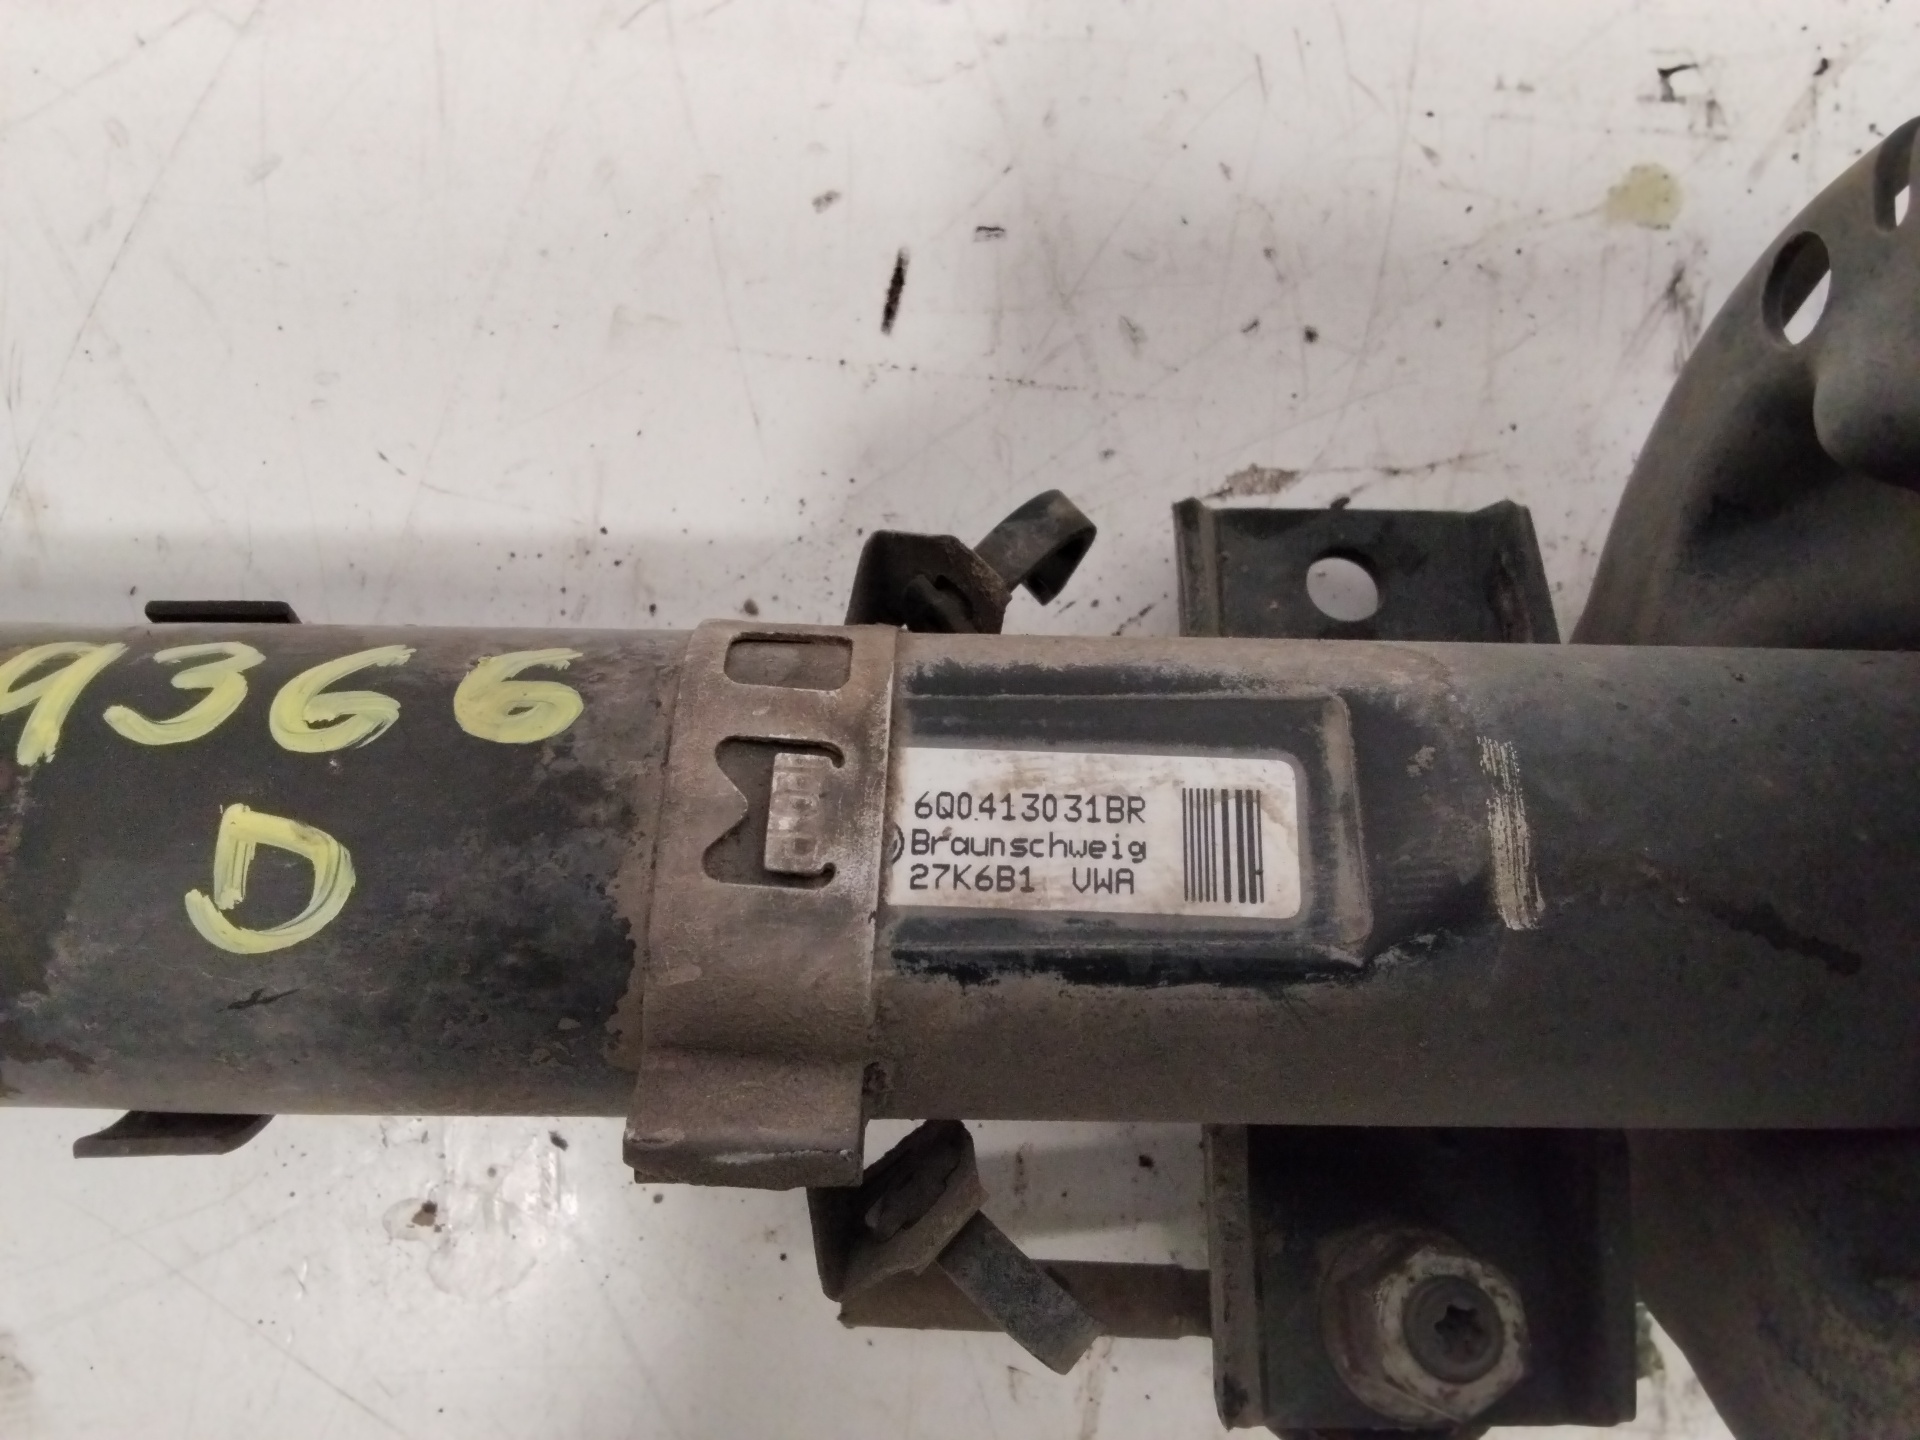 9366
D
6Q0413031BR
Braunschweig
27K6B1 VWA